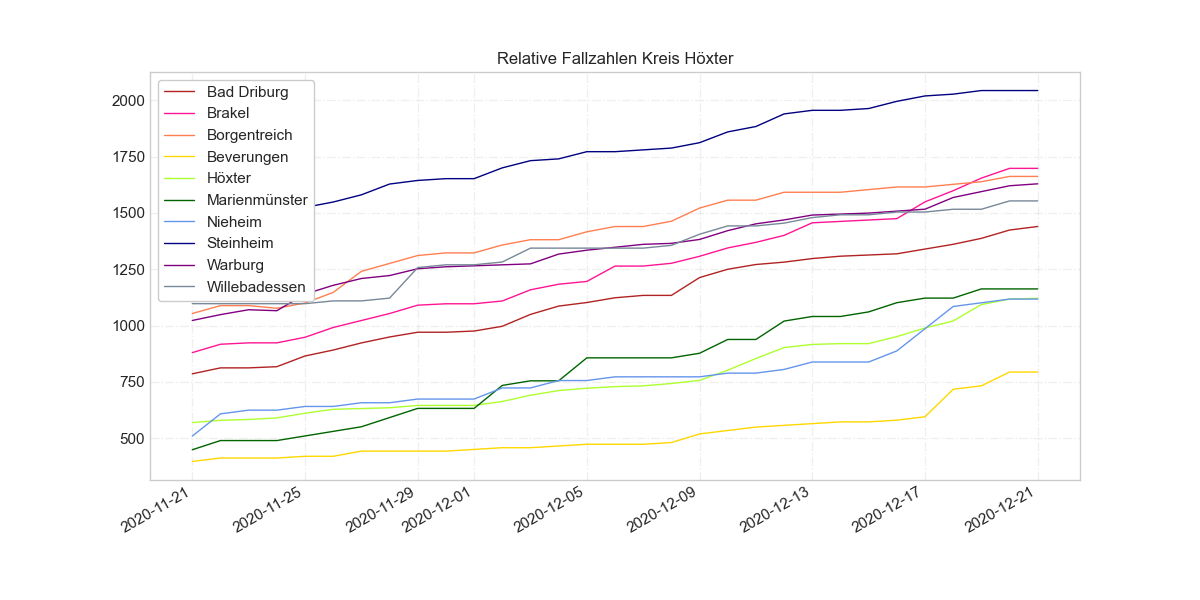 Relative Fallzahlen Kreis Höxter
Bad Driburg
Brakel
Borgentreich
Beverungen
Höxter
Marienmünster
Nieheim
Steinheim
Warburg
Willebadessen
2000
1750
1500
1250
1000
750
500
2020-11-21
2020-11-25
2020-11-29
2020-12-01
2020-12-05
2020-12-09
2020-12-13
2020-12-17
2020-12-21